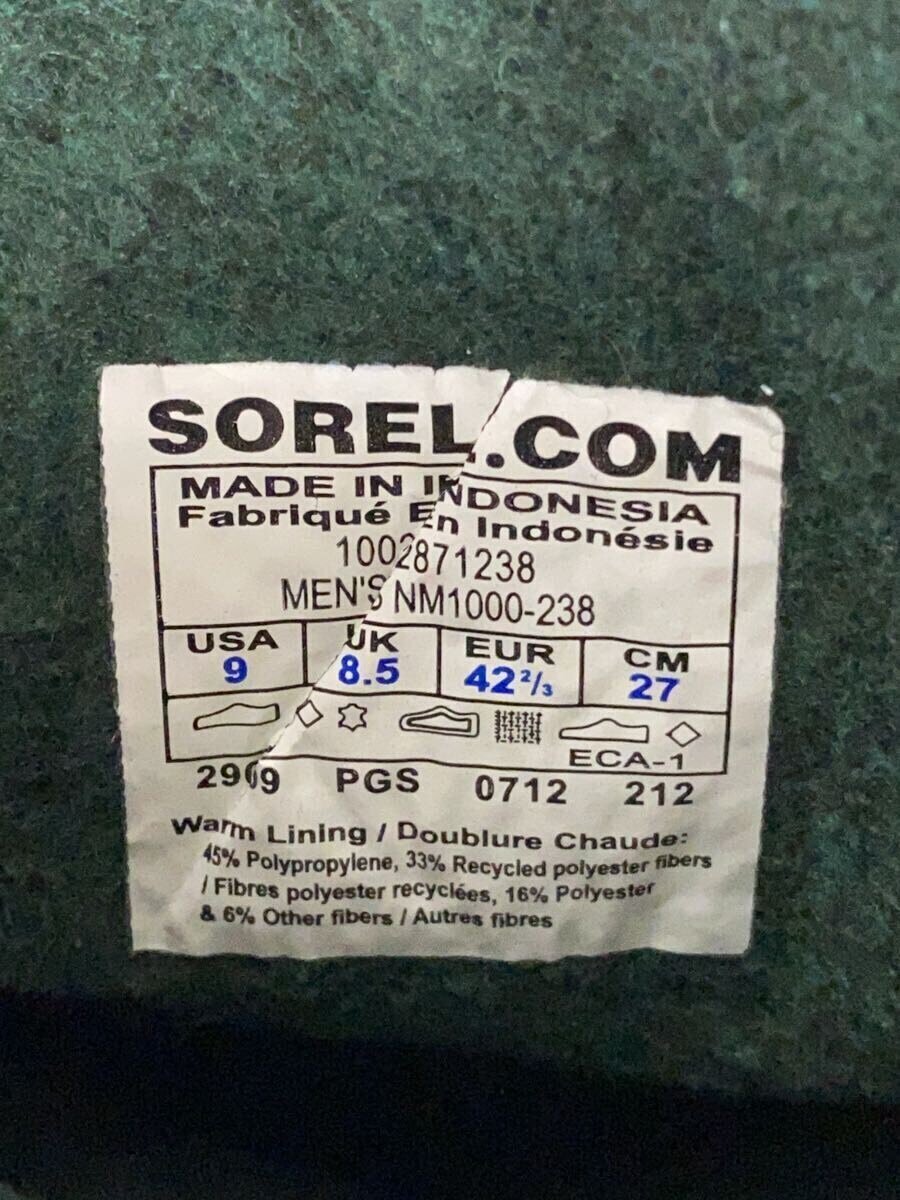 SOREL.COM
MADE IN INDONESIA
Fabriqué En Indonésie
1002871238
MEN'S NM1000-238
USA UK EUR CM
9 8.5 42 2/3 27
ECA-1
2909 PGS 0712 212
Warm Lining / Doublure Chaude:
45% Polypropylene, 33% Recycled polyester fibers
/ Fibres polyester recyclées, 16% Polyester
& 6% Other fibers / Autres fibres